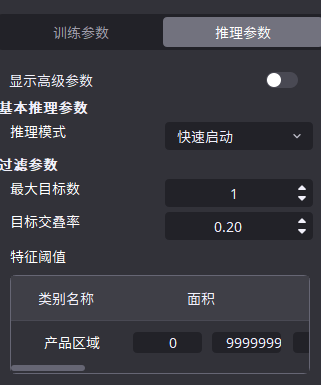 训练参数 推理参数
显示高级参数
基本推理参数
推理模式 快速启动
过滤参数
最大目标数 1
目标交叠率 0.20
特征阈值
类别名称 面积
产品区域 0 9999999